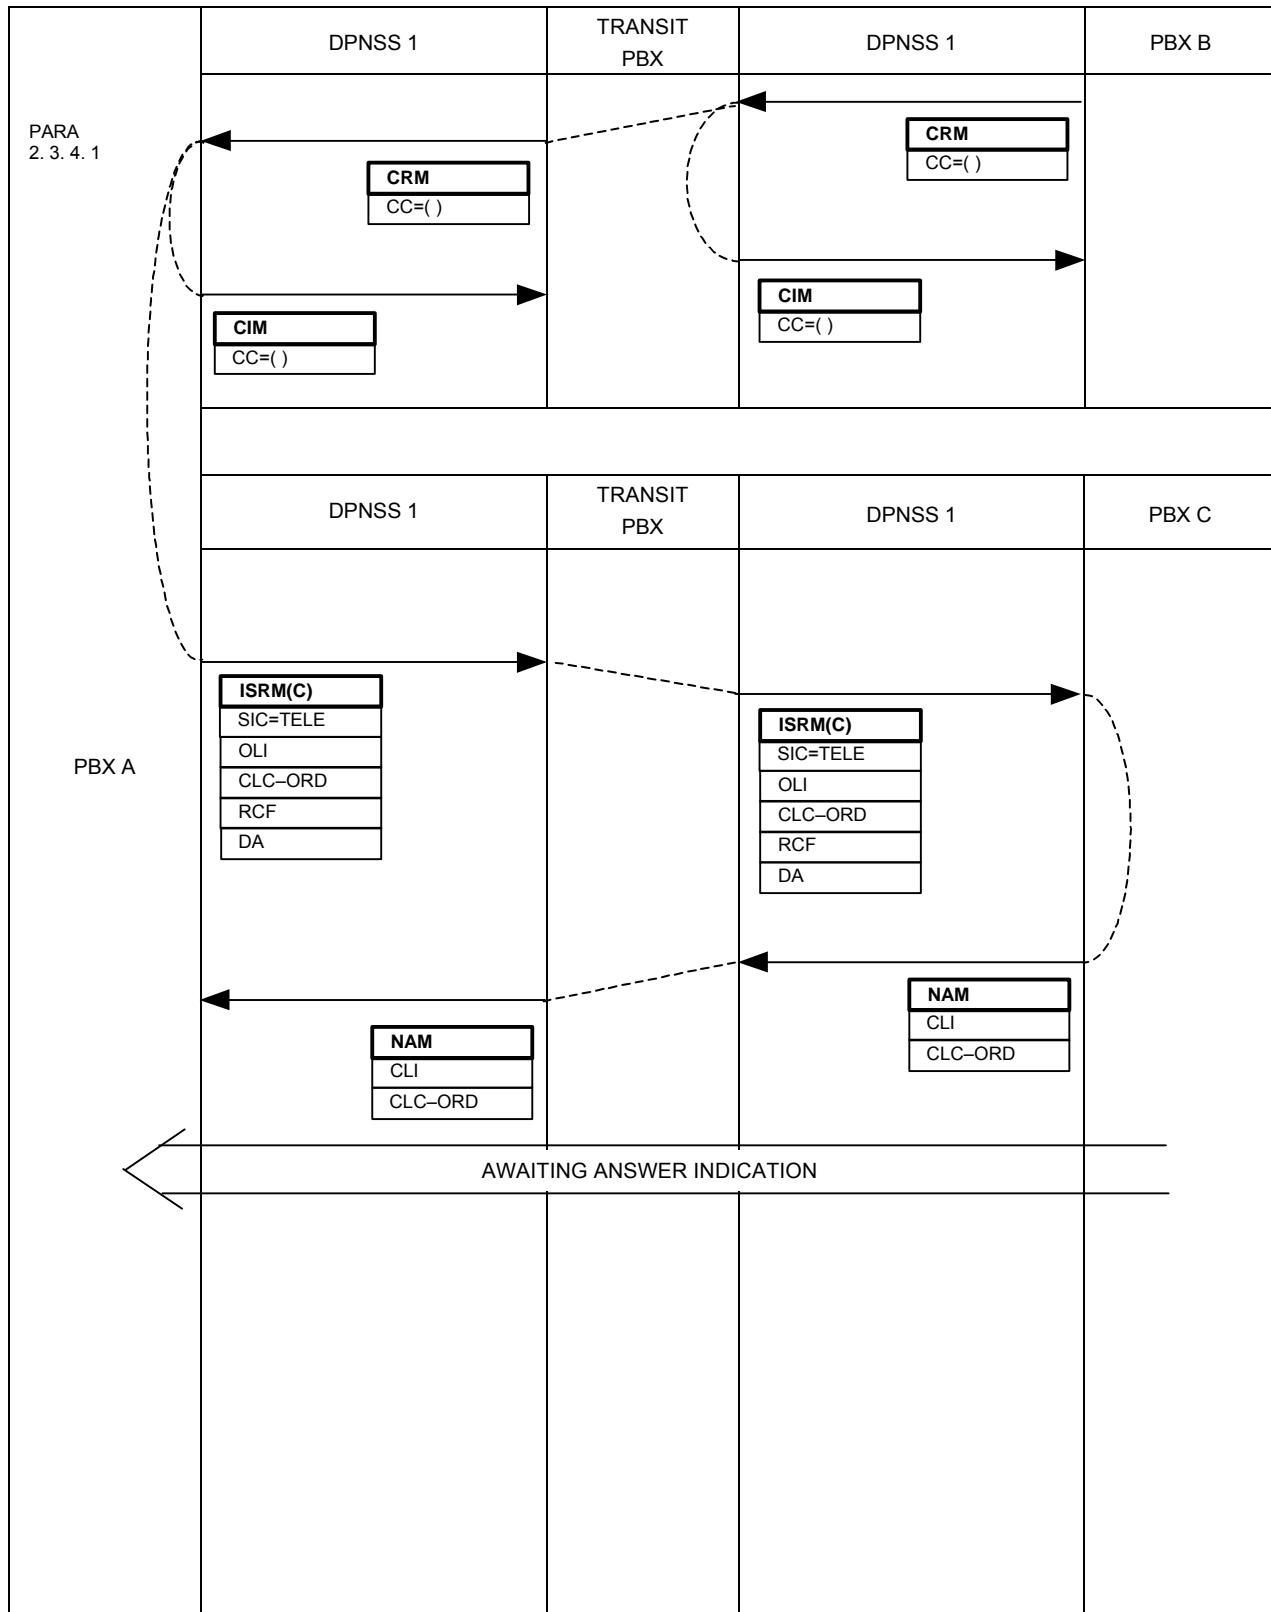 DPNSS 1
TRANSIT
PBX
DPNSS 1
PBX B
PARA
2. 3. 4. 1
CRM
CC=( )
CRM
CC=( )
CIM
CC=( )
CIM
CC=( )
DPNSS 1
TRANSIT
PBX
DPNSS 1
PBX C
PBX A
ISRM(C)
SIC=TELE
OLI
CLC–ORD
RCF
DA
ISRM(C)
SIC=TELE
OLI
CLC–ORD
RCF
DA
NAM
CLI
CLC–ORD
NAM
CLI
CLC–ORD
AWAITING ANSWER INDICATION